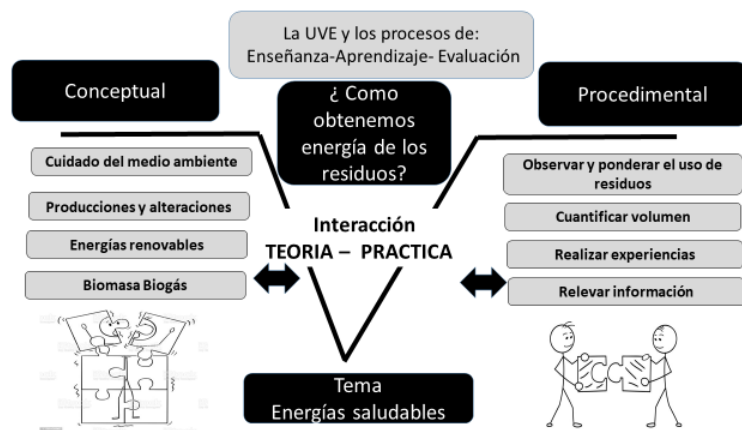 La UVE y los procesos de:
Enseñanza-Aprendizaje- Evaluación
Conceptual
¿ Como
obtenemos
energía de los
residuos?
Procedimental
Cuidado del medio ambiente
Producciones y alteraciones
Energías renovables
Biomasa Biogás
Interacción
TEORIA – PRACTICA
Observar y ponderar el uso de
residuos
Cuantificar volumen
Realizar experiencias
Relevar información
Tema
Energías saludables